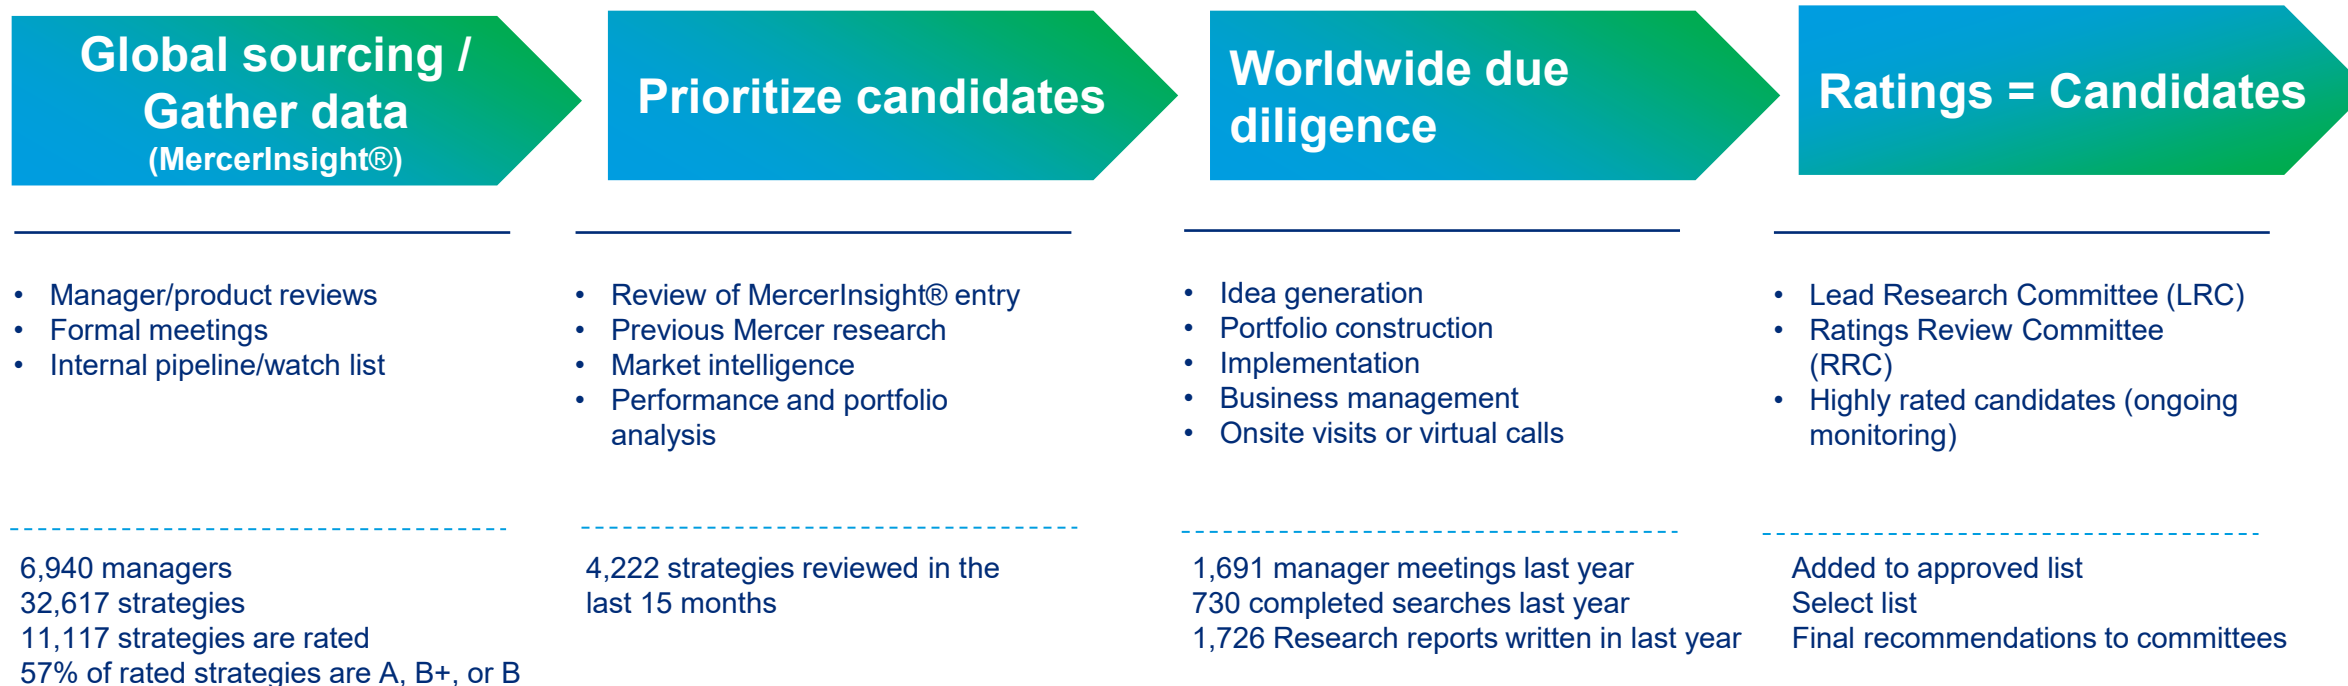 Global sourcing /
Gather data
(MercerInsight®)
• Manager/product reviews
• Formal meetings
• Internal pipeline/watch list
6,940 managers
32,617 strategies
11,117 strategies are rated
57% of rated strategies are A, B+, or B
Prioritize candidates
• Review of MercerInsight® entry
• Previous Mercer research
• Market intelligence
• Performance and portfolio
analysis
4,222 strategies reviewed in the
last 15 months
Worldwide due
diligence
• Idea generation
• Portfolio construction
• Implementation
• Business management
• Onsite visits or virtual calls
1,691 manager meetings last year
730 completed searches last year
1,726 Research reports written in last year
Ratings = Candidates
• Lead Research Committee (LRC)
• Ratings Review Committee
(RRC)
• Highly rated candidates (ongoing
monitoring)
Added to approved list
Select list
Final recommendations to committees